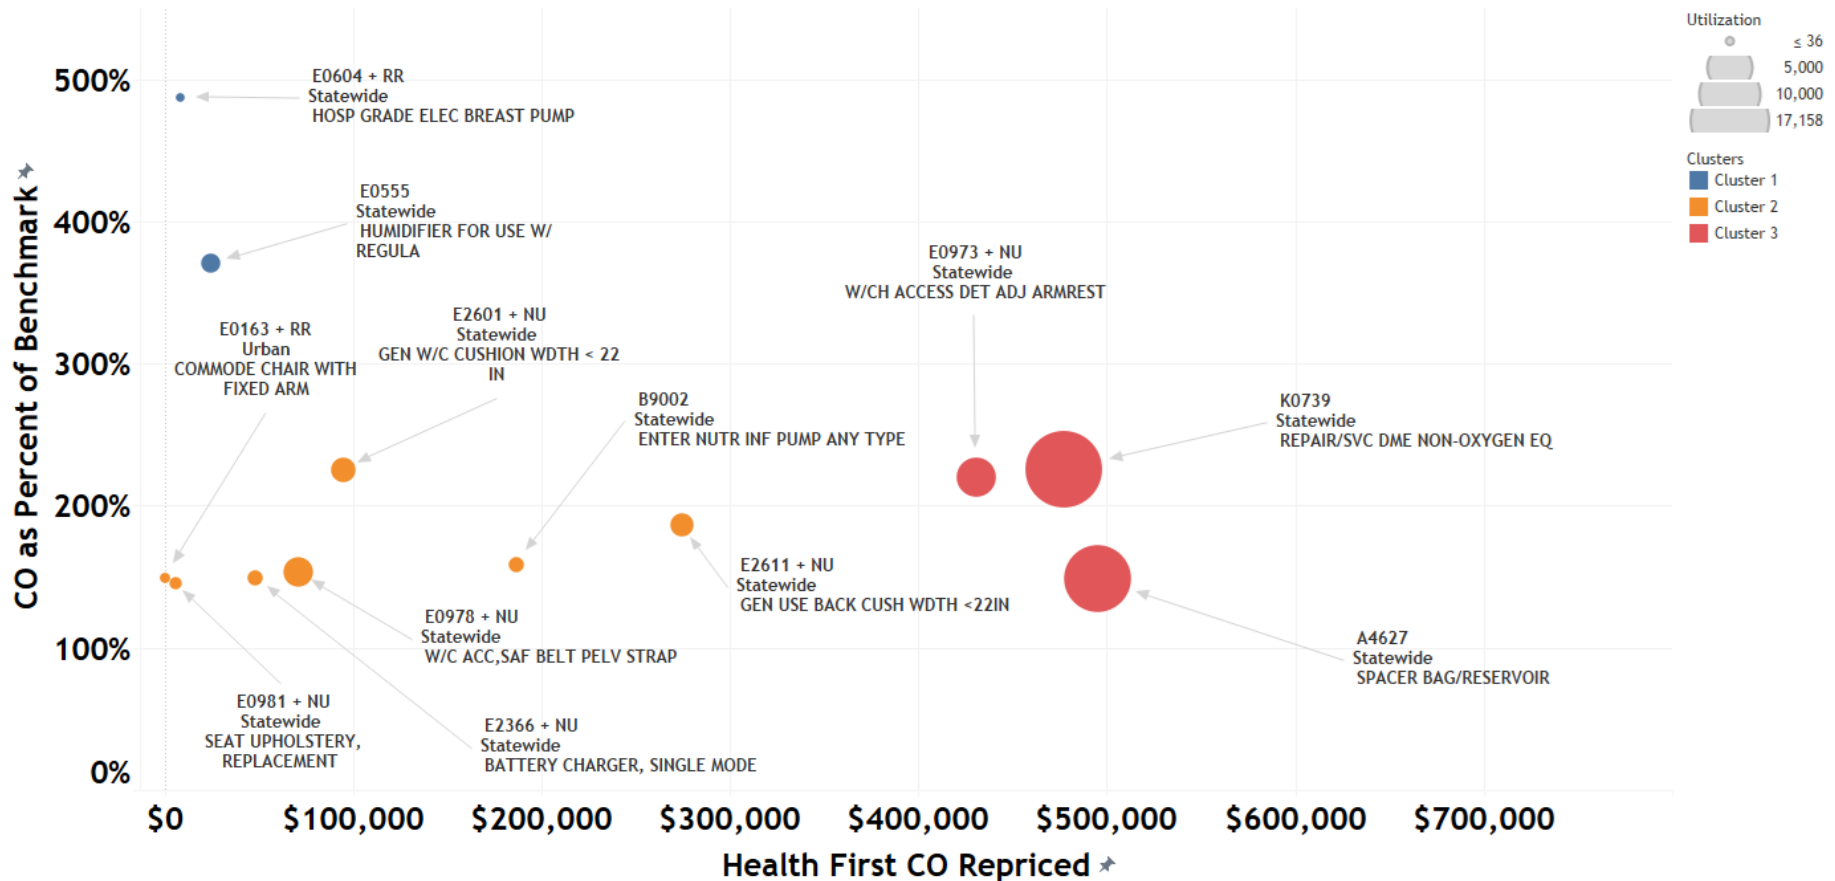 Utilization
≤ 36
5,000
10,000
17,158
Clusters
Cluster 1
Cluster 2
Cluster 3
CO as Percent of Benchmark
500%
400%
300%
200%
100%
0%
E0604 + RR
Statewide
HOSP GRADE ELEC BREAST PUMP
E0555
Statewide
HUMIDIFIER FOR USE W/
REGULA
E0163 + RR
Urban
COMMODE CHAIR WITH
FIXED ARM
E2601 + NU
Statewide
GEN W/C CUSHION WDTH < 22
IN
B9002
Statewide
ENTER NUTR INF PUMP ANY TYPE
E0973 + NU
Statewide
W/CH ACCESS DET ADJ ARMREST
K0739
Statewide
REPAIR/SVC DME NON-OXYGEN EQ
E2611 + NU
Statewide
GEN USE BACK CUSH WDTH <22IN
A4627
Statewide
SPACER BAG/RESERVOIR
E0978 + NU
Statewide
W/C ACC,SAF BELT PELV STRAP
E0981 + NU
Statewide
SEAT UPHOLSTERY,
REPLACEMENT
E2366 + NU
Statewide
BATTERY CHARGER, SINGLE MODE
$0
$100,000
$200,000
$300,000
$400,000
$500,000
$600,000
$700,000
Health First CO Repriced